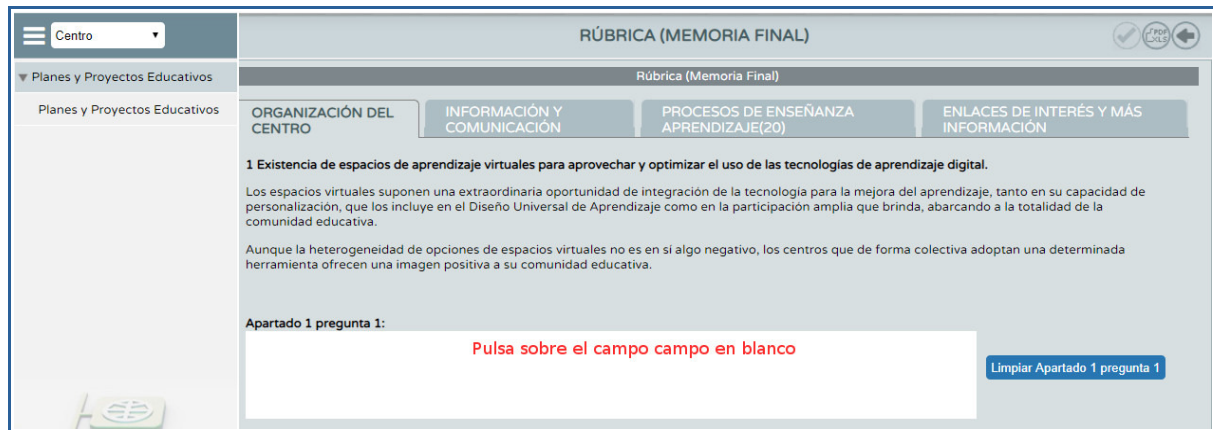 Centro
RÚBRICA (MEMORIA FINAL)
PDF
XLS
Planes y Proyectos Educativos
Rúbrica (Memoria Final)
Planes y Proyectos Educativos
ORGANIZACIÓN DEL
CENTRO
INFORMACIÓN Y
COMUNICACIÓN
PROCESOS DE ENSEÑANZA
APRENDIZAJE(20)
ENLACES DE INTERÉS Y MÁS
INFORMACIÓN
1 Existencia de espacios de aprendizaje virtuales para aprovechar y optimizar el uso de las tecnologías de aprendizaje digital.
Los espacios virtuales suponen una extraordinaria oportunidad de integración de la tecnología para la mejora del aprendizaje, tanto en su capacidad de
personalización, que los incluye en el Diseño Universal de Aprendizaje como en la participación amplia que brinda, abarcando a la totalidad de la
comunidad educativa.
Aunque la heterogeneidad de opciones de espacios virtuales no es en sí algo negativo, los centros que de forma colectiva adoptan una determinada
herramienta ofrecen una imagen positiva a su comunidad educativa.
Apartado 1 pregunta 1:
Pulsa sobre el campo campo en blanco
Limpiar Apartado 1 pregunta 1